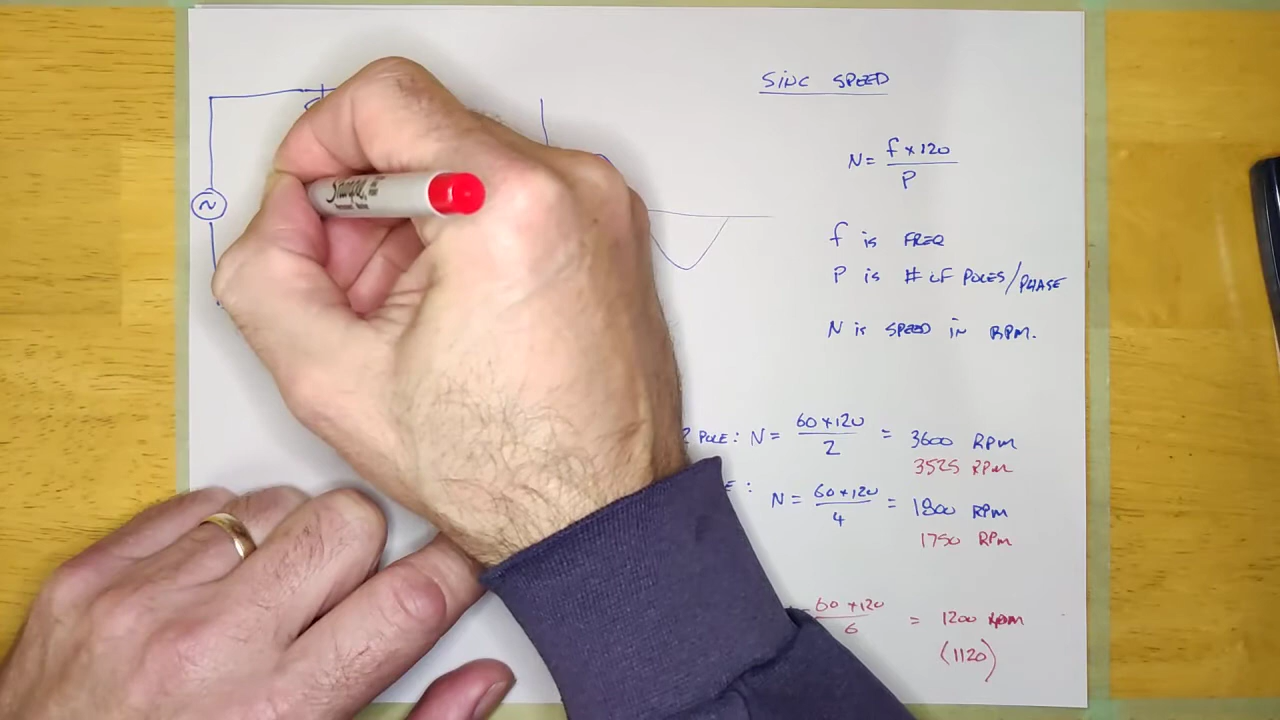 SINC SPEED
N = f x 120 / P
f is FREQ
P is # OF POLES/PHASE
N is SPEED in RPM.
2 POLE: N = 60 x 120 / 2 = 3600 RPM
3525 RPM
: N = 60 x 120 / 4 = 1800 RPM
1750 RPM
60 x 120 / 6 = 1200 RPM
(1120)
Sharpie
~